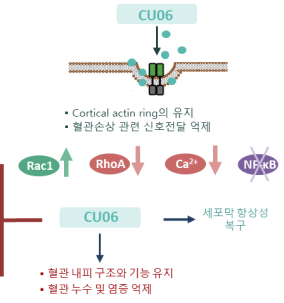 CU06
• Cortical actin ring의 유지
• 혈관손상 관련 신호전달 억제
Rac1 RhoA Ca²⁺ NF-κB
CU06 세포막 항상성
복구
• 혈관 내피 구조와 기능 유지
• 혈관 누수 및 염증 억제